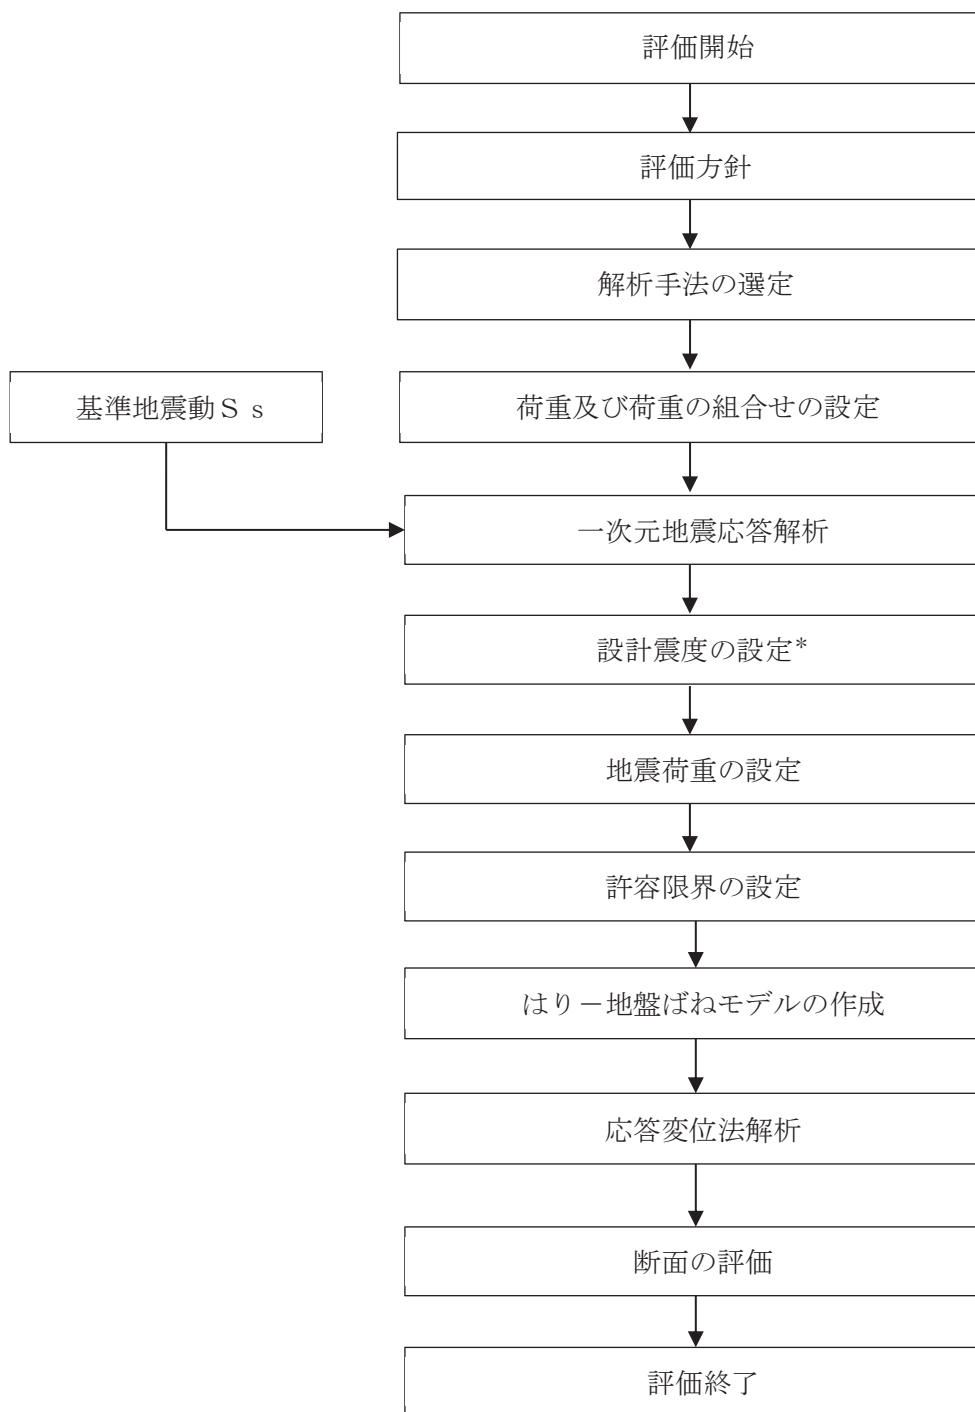 評価開始
評価方針
解析手法の選定
基準地震動Ｓｓ
荷重及び荷重の組合せの設定
一次元地震応答解析
設計震度の設定*
地震荷重の設定
許容限界の設定
はり－地盤ばねモデルの作成
応答変位法解析
断面の評価
評価終了